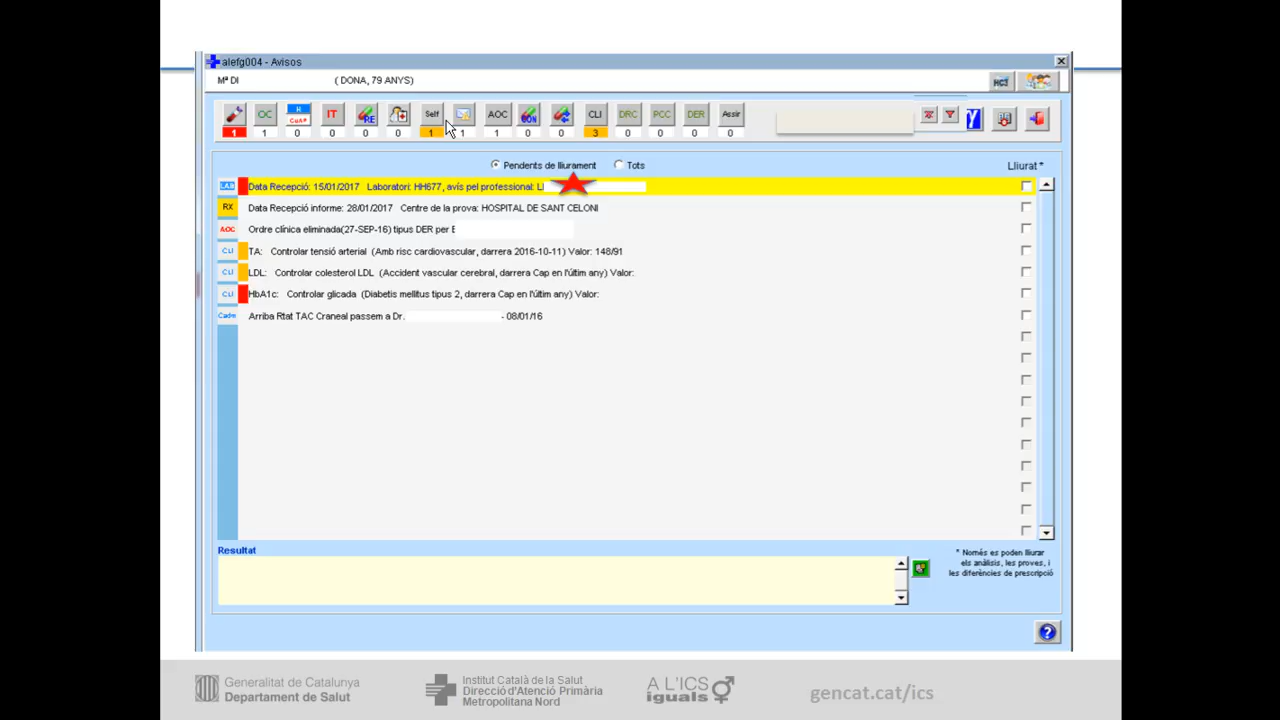 alefg004 - Avisos
Mª DI ( DONA, 79 ANYS)
HC3
OC H CUAP IT RE Self AOC DON CLI DRC PCC DER Assir
1 1 0 0 0 0 1 1 1 0 0 3 0 0 0 0
Pendents de lliurament Tots Lliurat *
LAB Data Recepció: 15/01/2017 Laboratori: HH677, avís pel professional: L
RX Data Recepció informe: 28/01/2017 Centre de la prova: HOSPITAL DE SANT CELONI
AOC Ordre clínica eliminada(27-SEP-16) tipus DER per E
CLI TA: Controlar tensió arterial (Amb risc cardiovascular, darrera 2016-10-11) Valor: 148/91
CLI LDL: Controlar colesterol LDL (Accident vascular cerebral, darrera Cap en l'últim any) Valor:
CLI HbA1c: Controlar glicada (Diabetis mellitus tipus 2, darrera Cap en l'últim any) Valor:
Cadm Arriba Rtat TAC Craneal passem a Dr. - 08/01/16
Resultat
* Només es poden lliurar
els anàlisis, les proves, i
les diferències de prescripció
Generalitat de Catalunya
Departament de Salut
Institut Català de la Salut
Direcció d'Atenció Primària
Metropolitana Nord
A L'ICS
iguals
gencat.cat/ics